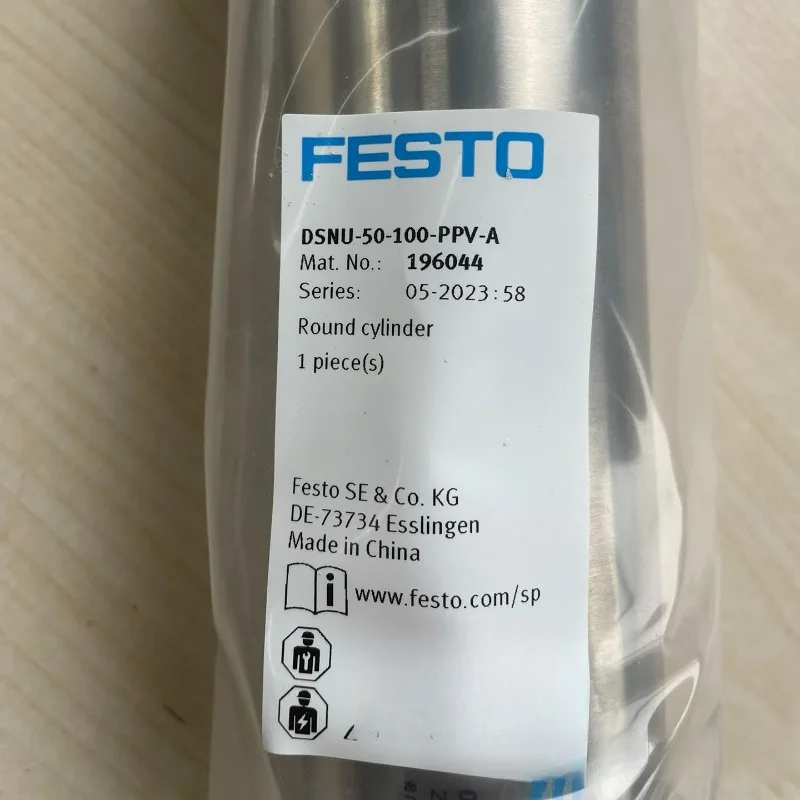 FESTO
DSNU-50-100-PPV-A
Mat. No.: 196044
Series: 05-2023:58
Round cylinder
1 piece(s)
Festo SE & Co. KG
DE-73734 Esslingen
Made in China
www.festo.com/sp